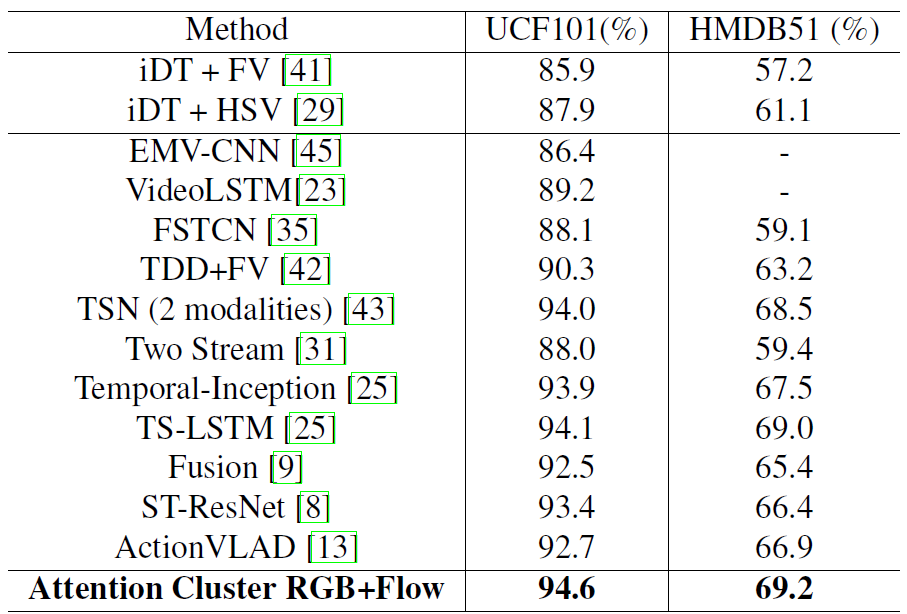 Method UCF101(%) HMDB51 (%)
iDT + FV [41] 85.9 57.2
iDT + HSV [29] 87.9 61.1
EMV-CNN [45] 86.4 -
VideoLSTM[23] 89.2 -
FSTCN [35] 88.1 59.1
TDD+FV [42] 90.3 63.2
TSN (2 modalities) [43] 94.0 68.5
Two Stream [31] 88.0 59.4
Temporal-Inception [25] 93.9 67.5
TS-LSTM [25] 94.1 69.0
Fusion [9] 92.5 65.4
ST-ResNet [8] 93.4 66.4
ActionVLAD [13] 92.7 66.9
Attention Cluster RGB+Flow 94.6 69.2